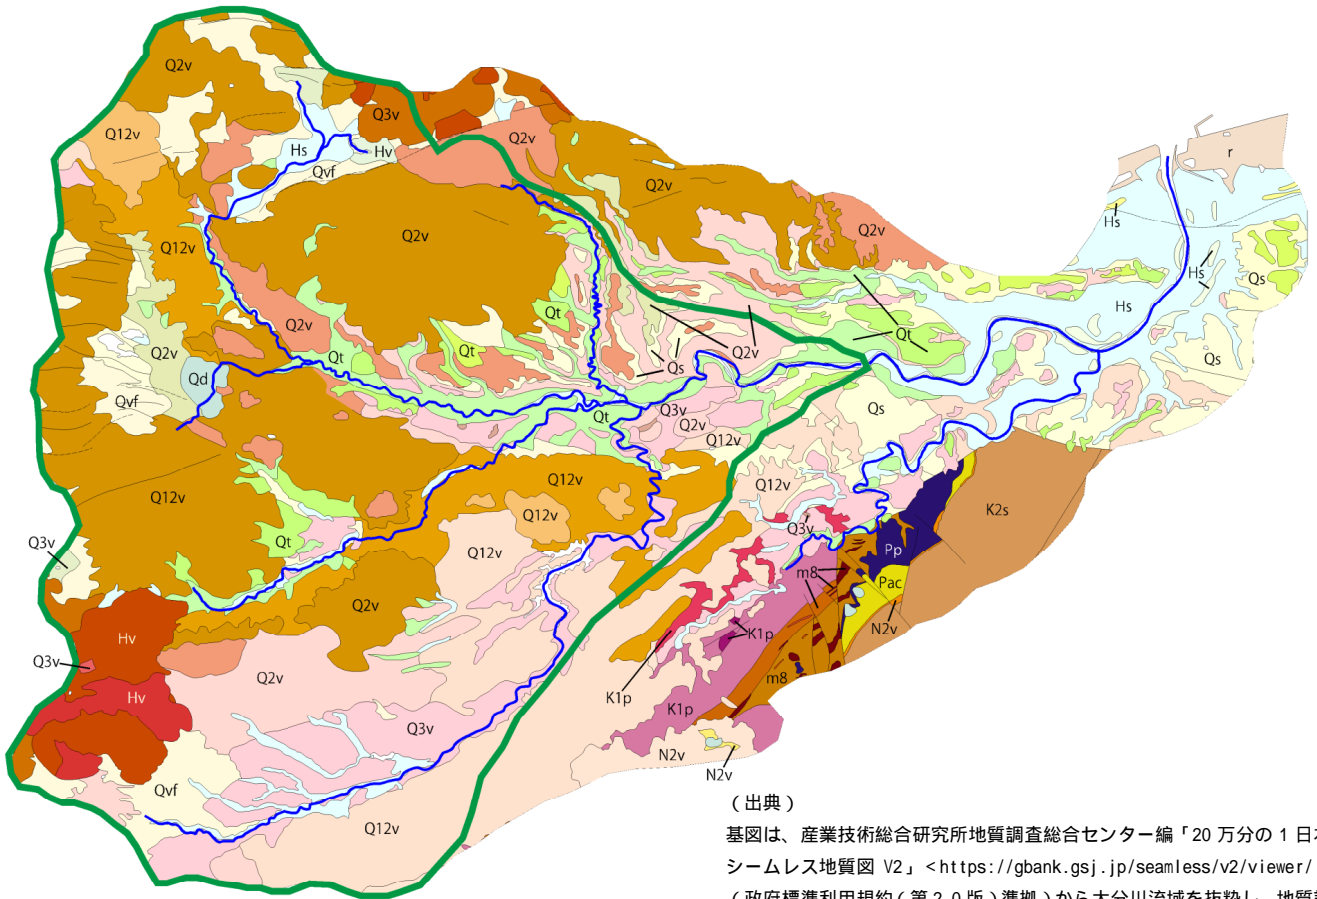 Q2v
Q12v
Q3v
Q2v
Hs
Hv
Qvf
Q2v
r
Hs
Q12v
Q2v
Q2v
Hs
Qs
Q2v
Qt
Qt
Qt
Q2v
Qs
Qt
Hs
Qs
Q2v
Qd
Qvf
Qt
Q3v
Q2v
Q12v
Qs
Q12v
Q12v
Q12v
Q12v
Q3v
K2s
Q3v
Qt
Q12v
Pp
m8
Pac
N2v
Q2v
Hv
K1p
Q3v
Q2v
Hv
K1p
m8
K1p
Q3v
N2v
N2v
Qvf
Q12v
(出典)
基図は、産業技術総合研究所地質調査総合センター編「20 万分の 1 日本
シームレス地質図 V2」<https://gbank.gsj.jp/seamless/v2/viewer/